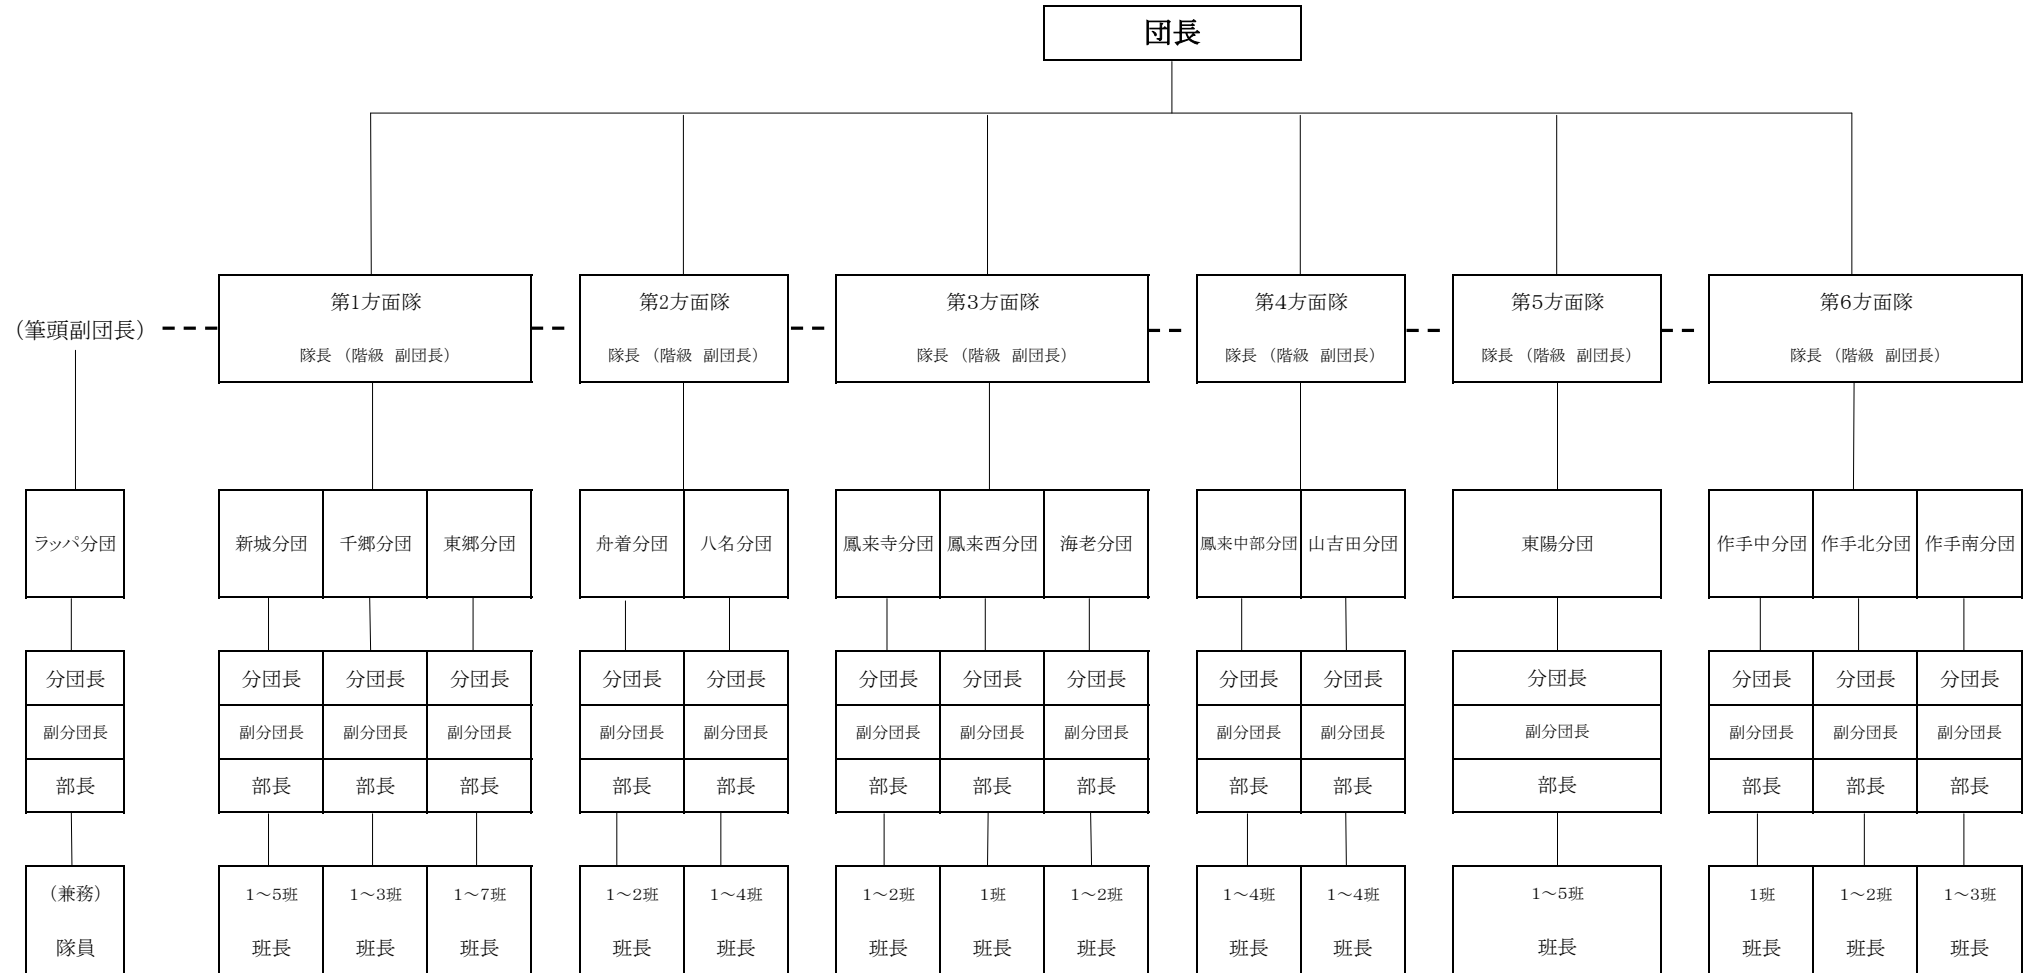 団長
第1方面隊 第2方面隊 第3方面隊 第4方面隊 第5方面隊 第6方面隊
（筆頭副団長）
隊長（階級 副団長） 隊長（階級 副団長） 隊長（階級 副団長） 隊長（階級 副団長） 隊長（階級 副団長） 隊長（階級 副団長）
ラッパ分団 新城分団 千郷分団 東郷分団 舟着分団 八名分団 鳳来寺分団 鳳来西分団 海老分団 鳳来中部分団 山吉田分団 東陽分団 作手中分団 作手北分団 作手南分団
分団長 分団長 分団長 分団長 分団長 分団長 分団長 分団長 分団長 分団長 分団長 分団長 分団長 分団長 分団長
副分団長 副分団長 副分団長 副分団長 副分団長 副分団長 副分団長 副分団長 副分団長 副分団長 副分団長 副分団長 副分団長 副分団長 副分団長
部長 部長 部長 部長 部長 部長 部長 部長 部長 部長 部長 部長 部長 部長 部長
（兼務） 1～5班 1～3班 1～7班 1～2班 1～4班 1～2班 1班 1～2班 1～4班 1～4班 1～5班 1班 1～2班 1～3班
隊員 班長 班長 班長 班長 班長 班長 班長 班長 班長 班長 班長 班長 班長 班長